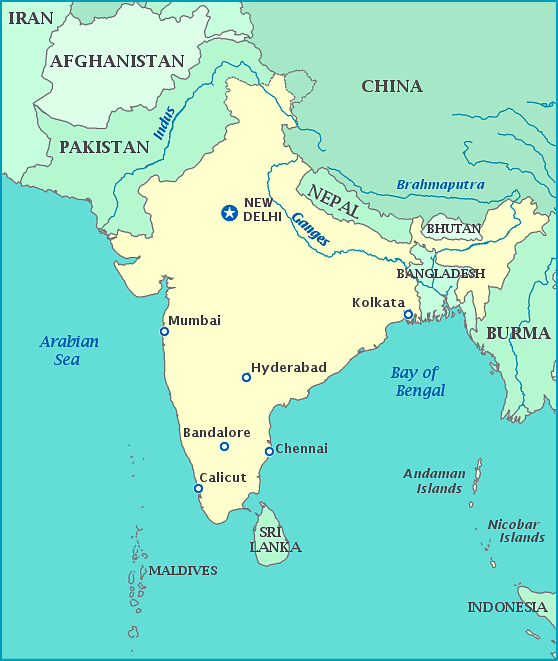 IRAN
AFGHANISTAN
CHINA
Indus
PAKISTAN
Brahmaputra
NEPAL
NEW
DELHI
Ganges
BHUTAN
BANGLADESH
Kolkata
Mumbai
BURMA
Arabian
Sea
Hyderabad
Bay of
Bengal
Bandalore
Chennai
Calicut
Andaman
Islands
Nicobar
Islands
SRI
LANKA
MALDIVES
INDONESIA